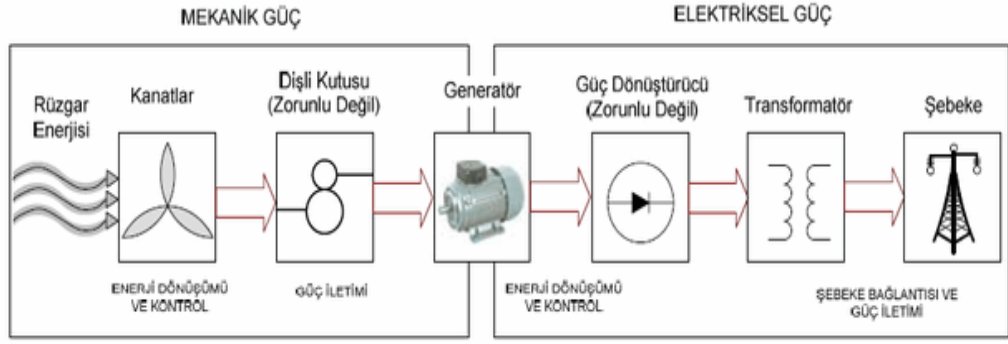 MEKANİK GÜÇ
ELEKTRİKSEL GÜÇ
Rüzgar
Enerjisi
Kanatlar
Dişli Kutusu
(Zorunlu Değil)
Generatör
Güç Dönüştürücü
(Zorunlu Değil)
Transformatör
Şebeke
ENERJİ DÖNÜŞÜMÜ
VE KONTROL
GÜÇ İLETİMİ
ENERJİ DÖNÜŞÜMÜ
VE KONTROL
ŞEBEKE BAĞLANTISI VE
GÜÇ İLETİMİ